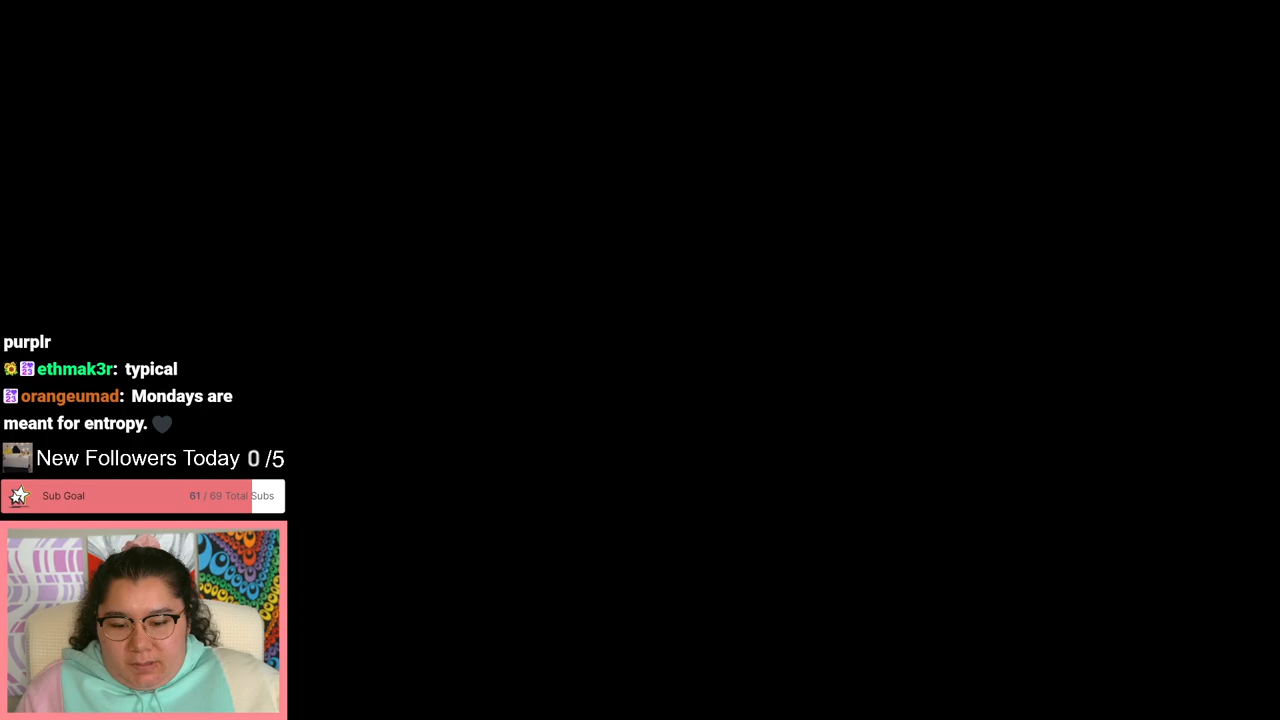 purplr
ethmak3r: typical
orangeumad: Mondays are
meant for entropy.
New Followers Today 0 /5
Sub Goal 61 / 69 Total Subs